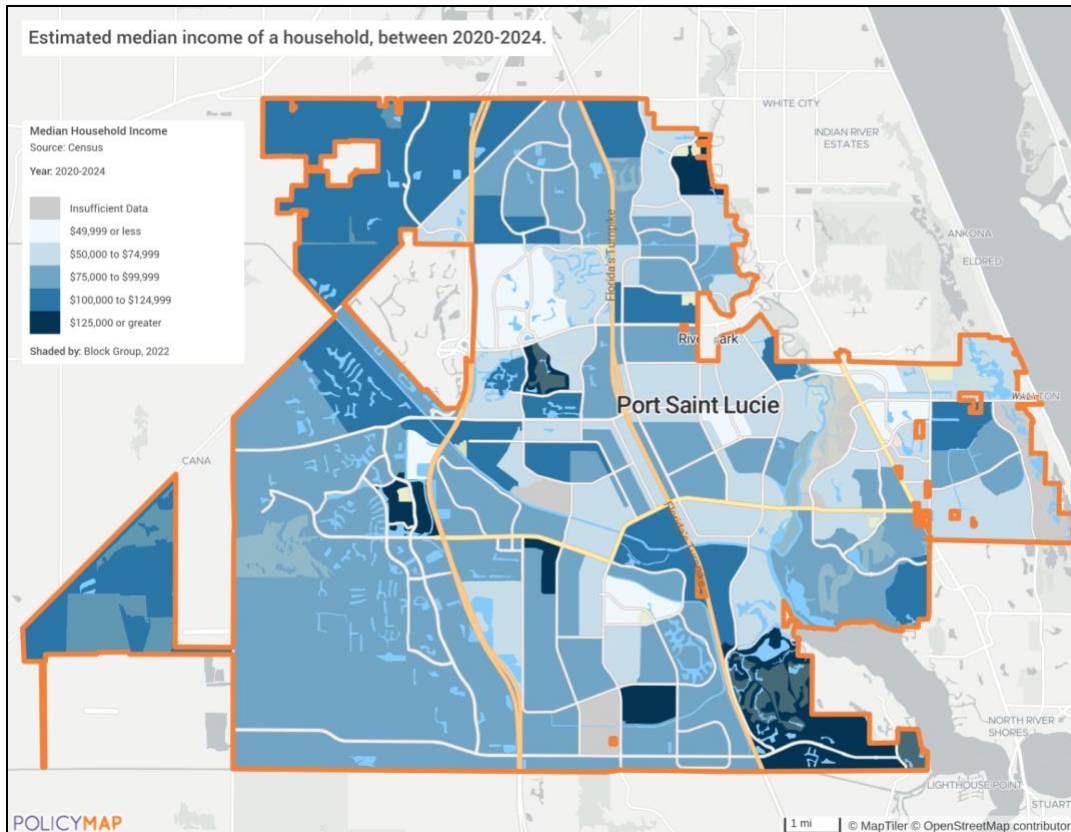 Estimated median income of a household, between 2020-2024.
Median Household Income
Source: Census
Year: 2020-2024
Insufficient Data
$49,999 or less
$50,000 to $74,999
$75,000 to $99,999
$100,000 to $124,999
$125,000 or greater
Shaded by: Block Group, 2022
WHITE CITY
INDIAN RIVER
ESTATES
ANKONA
ELDRED
Florida's Turnpike
Port Saint Lucie
CANA
Florida's Turnpike
NORTH RIVER
SHORES
LIGHTHOUSE POINT
STUART
POLICYMAP
1 mi
© MapTiler © OpenStreetMap contributor